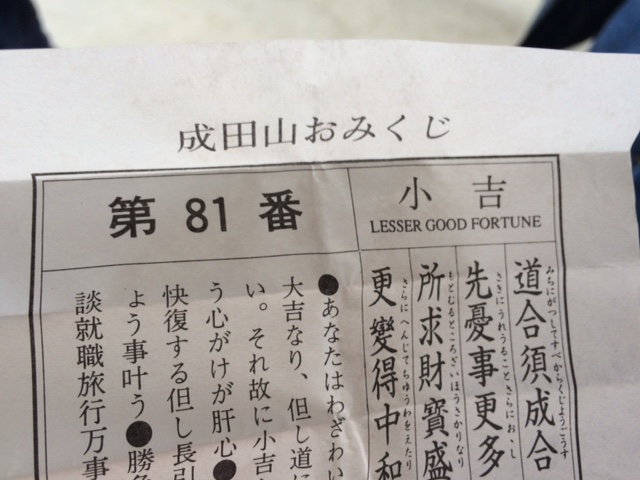 成田山おみくじ
第 81 番
小 吉
LESSER GOOD FORTUNE
道合須成合
みちにがつしてすべからくじょうごうす
先憂事更多
さきにうれうることさらにおゝし
所求財寳盛
もとむるところざいほうさかりなり
更變得中和
さらにへんじてちゆうわをえたり
●あなたはわざわい
大吉なり、但し道に
い。それ故に小吉
う心がけが肝心●
快復する但し長引
よう事叶う●勝負
談就職旅行万事